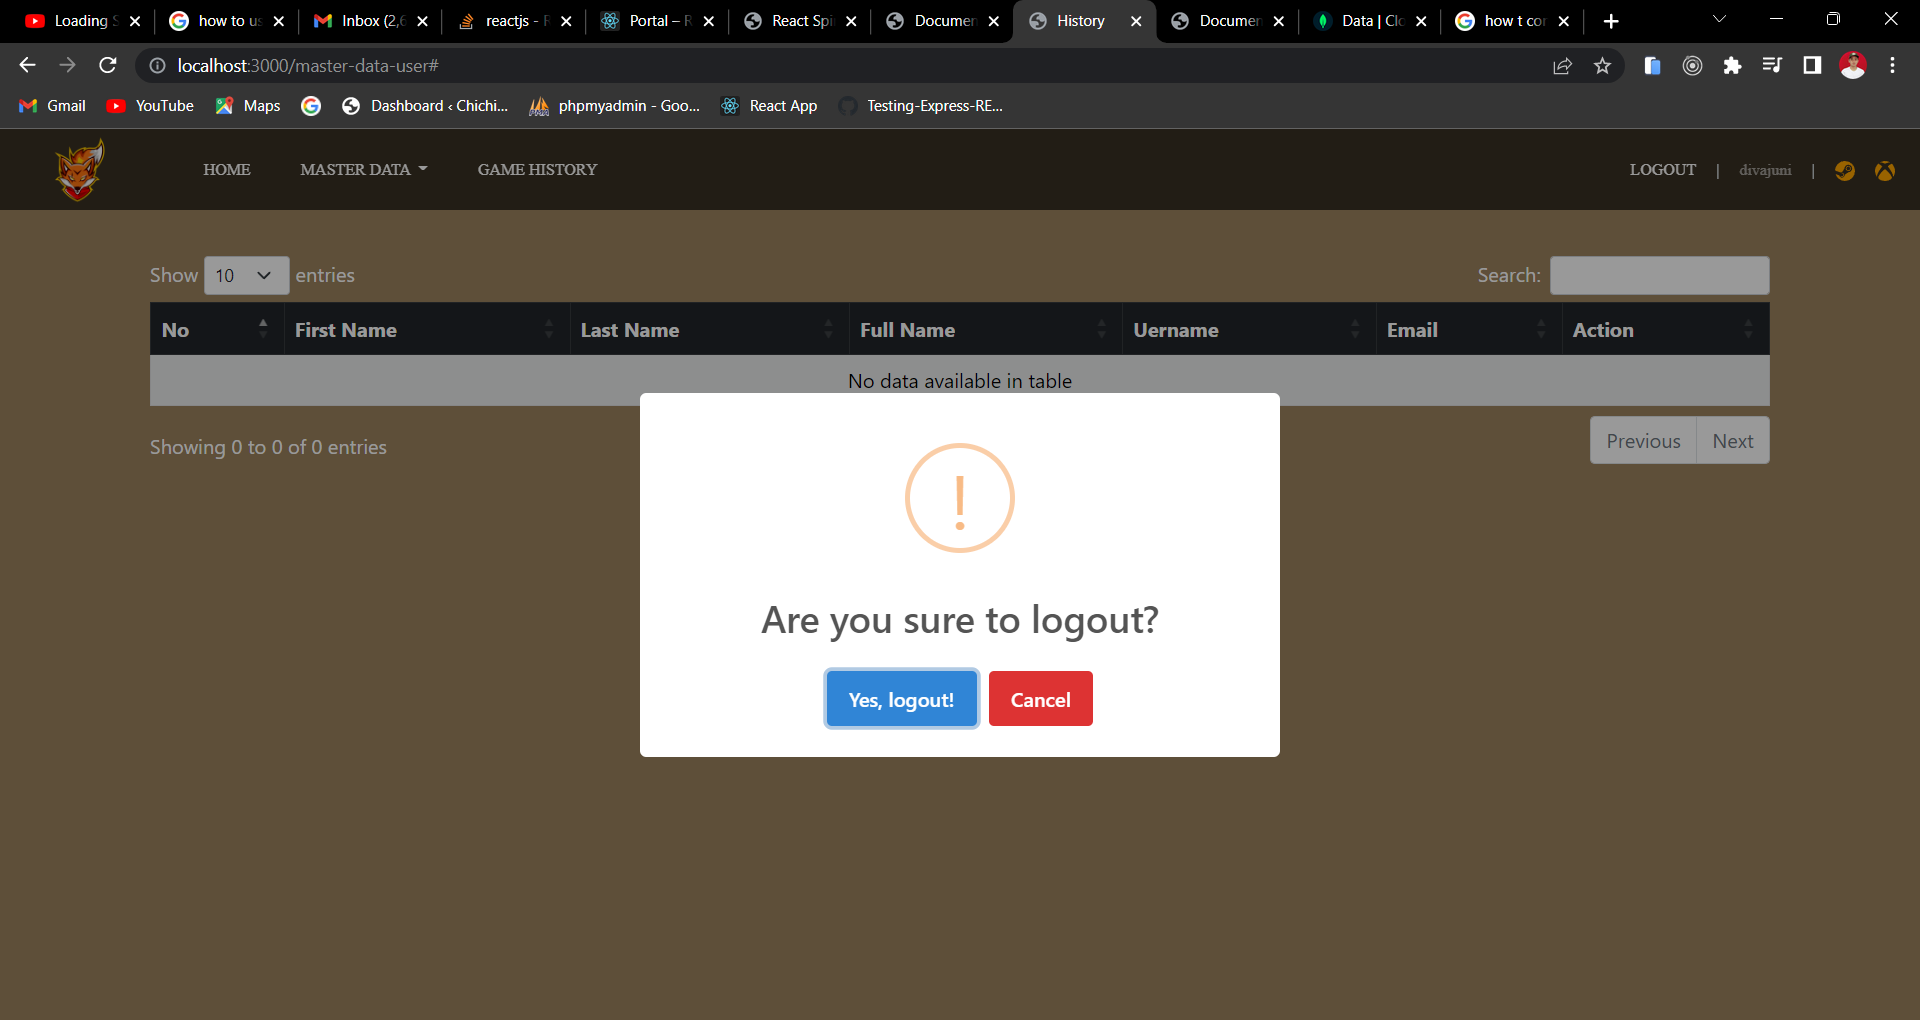 Loading S
how to us
Inbox (2,6
reactjs - F
Portal – R
React Spi
Documen
History
Documen
Data | Clo
how t cor
localhost:3000/master-data-user#
Gmail
YouTube
Maps
Dashboard ‹ Chichi...
phpmyadmin - Goo...
React App
Testing-Express-RE...
HOME
MASTER DATA
GAME HISTORY
LOGOUT | divajuni |
Show 10 entries
Search:
No First Name Last Name Full Name Uername Email Action
No data available in table
Showing 0 to 0 of 0 entries
Previous Next
!
Are you sure to logout?
Yes, logout!
Cancel